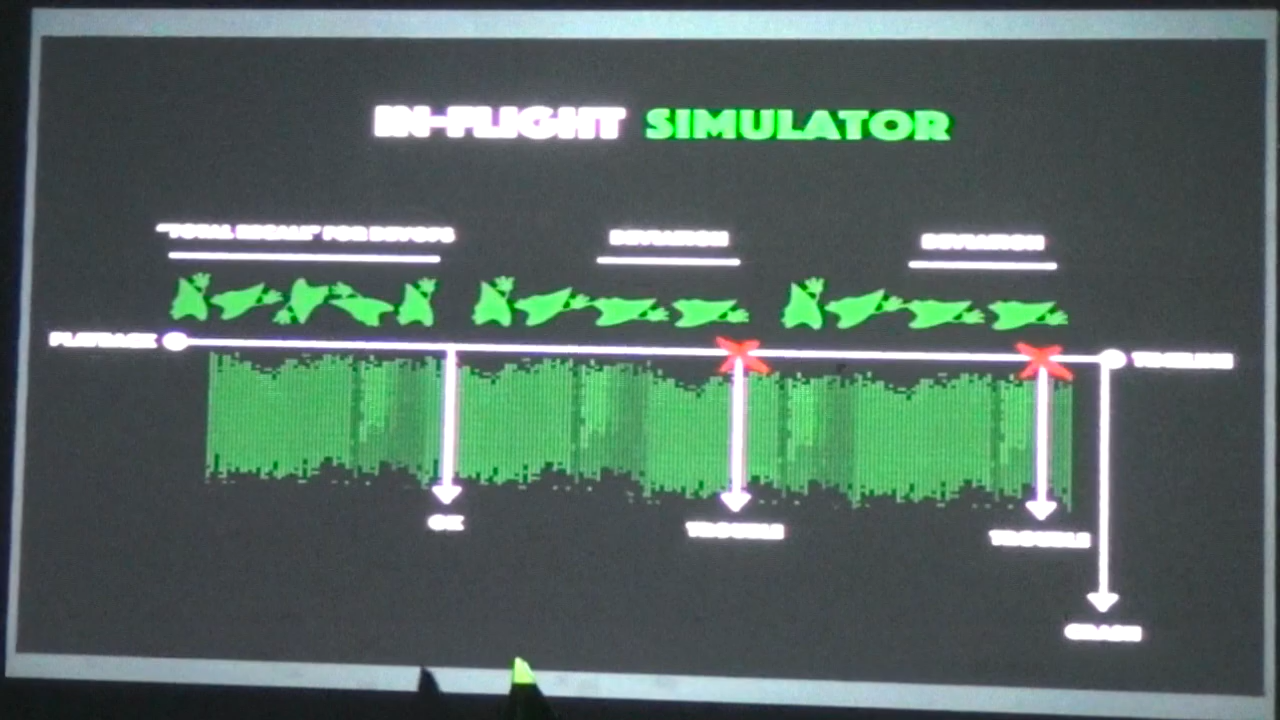 IN-FLIGHT SIMULATOR
"TOTAL RECALL" FOR DEVOPS
DEVIATION
DEVIATION
PLAYBACK
TIMELINE
OK
TROUBLE
TROUBLE
CRASH